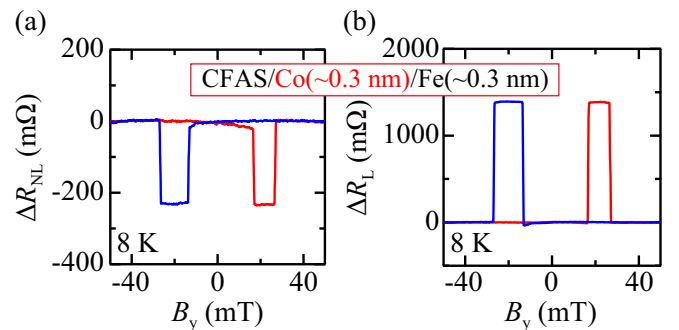 (a)
(b)
CFAS/Co(~0.3 nm)/Fe(~0.3 nm)
200
0
-200
-400
ΔR_NL (mΩ)
8 K
-40 0 40
B_y (mT)
2000
1000
0
ΔR_L (mΩ)
8 K
-40 0 40
B_y (mT)